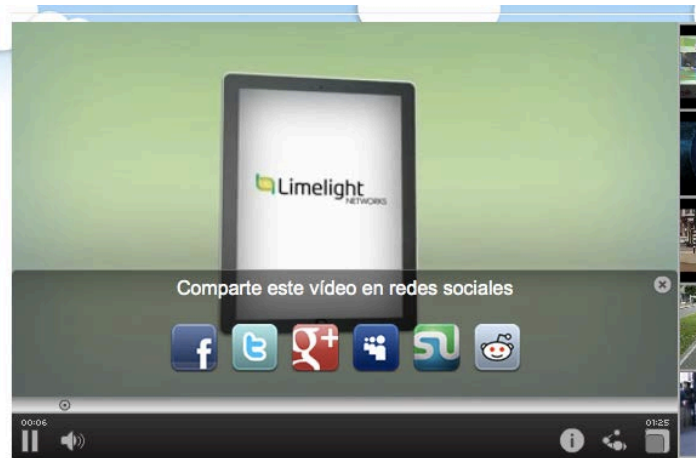 Limelight
NETWORKS
Comparte este vídeo en redes sociales
00:06
01:25